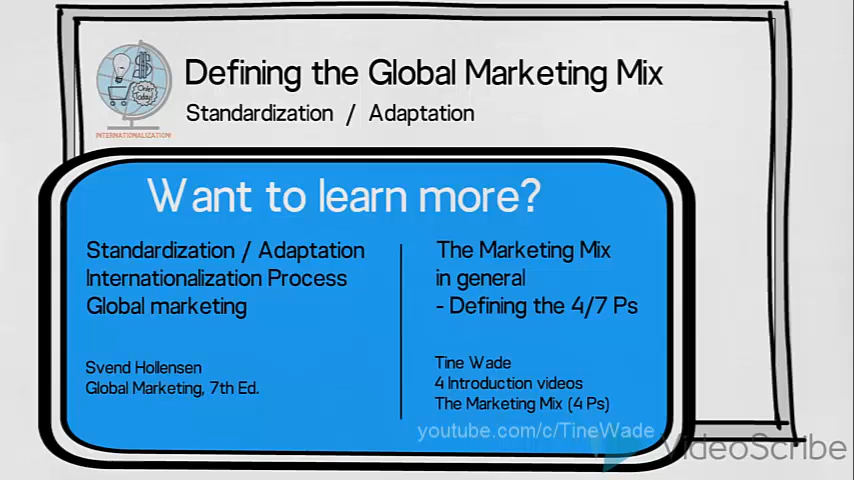 Defining the Global Marketing Mix
Standardization / Adaptation
Order
Today!
INTERNATIONALIZATION!
Want to learn more?
Standardization / Adaptation
Internationalization Process
Global marketing
Svend Hollensen
Global Marketing, 7th Ed.
The Marketing Mix
in general
- Defining the 4/7 Ps
Tine Wade
4 Introduction videos
The Marketing Mix (4 Ps)
youtube.com/c/TineWade
VideoScribe